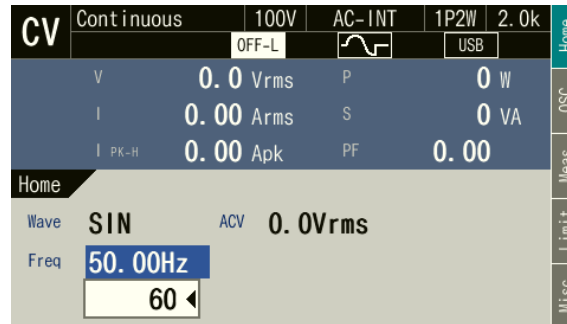 CV Continuous 100V AC-INT 1P2W 2.0k
OFF-L USB
V 0.0 Vrms P 0 W
I 0.00 Arms S 0 VA
I PK-H 0.00 Apk PF 0.00
Home
Wave SIN ACV 0.0Vrms
Freq 50.00Hz
60
Home
OSC
Meas
Limit
Misc